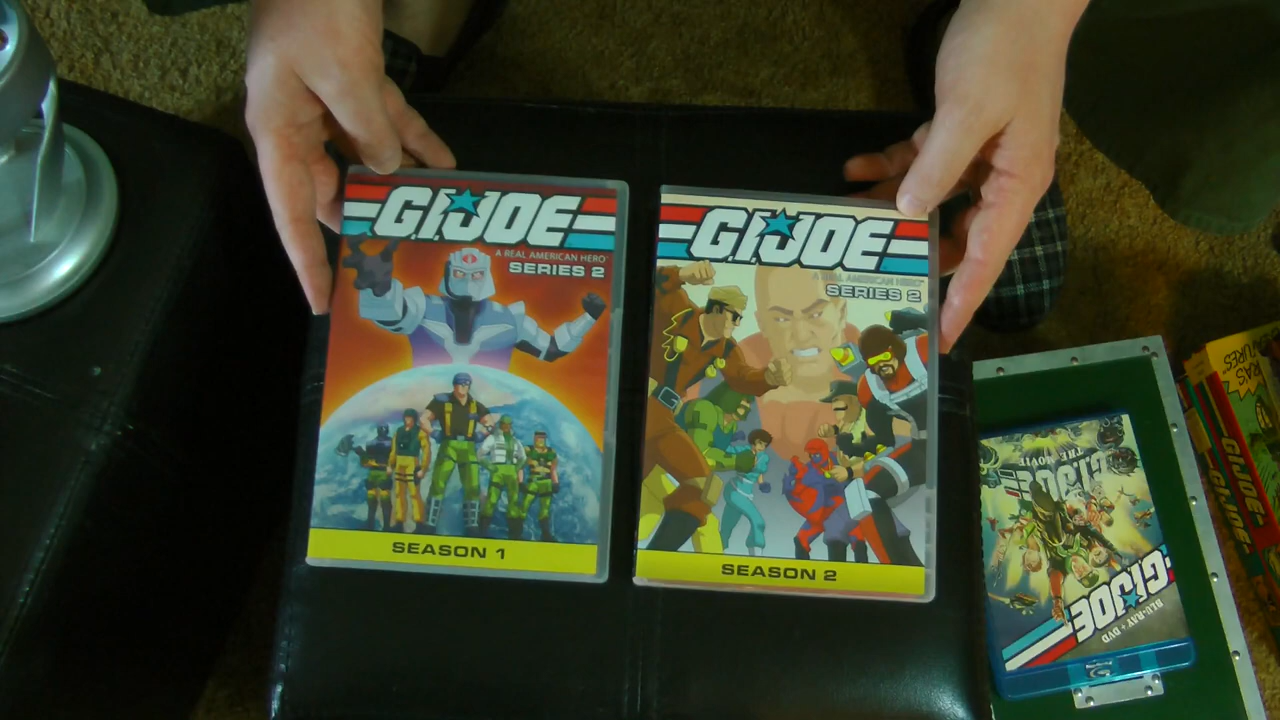 G.I. JOE
A REAL AMERICAN HERO
SERIES 2
SEASON 1
G.I. JOE
A REAL AMERICAN HERO
SERIES 2
SEASON 2
G.I. JOE
THE MOVIE
G.I. JOE
BLU-RAY + DVD
G.I. JOE